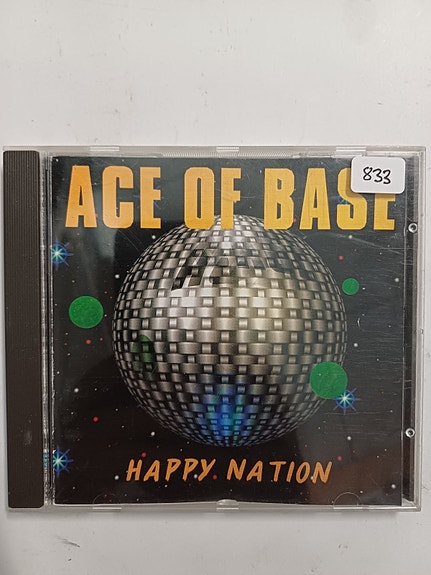 ACE OF BASE
833
HAPPY NATION